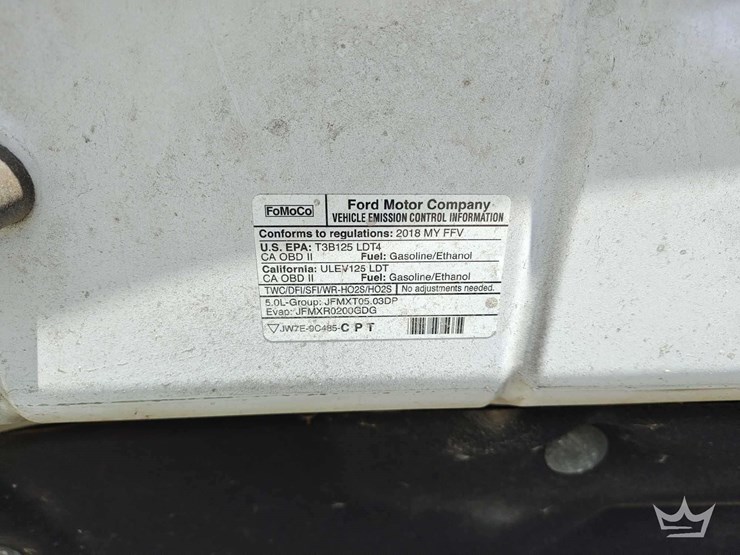 FoMoCo
Ford Motor Company
VEHICLE EMISSION CONTROL INFORMATION
Conforms to regulations: 2018 MY FFV
U.S. EPA: T3B125 LDT4
CA OBD II Fuel: Gasoline/Ethanol
California: ULEV125 LDT
CA OBD II Fuel: Gasoline/Ethanol
TWC/DFI/SFI/WR-HO2S/HO2S No adjustments needed.
5.0L-Group: JFMXT05.03DP
Evap: JFMXR0200GDG
JW7E-9C485-CPT